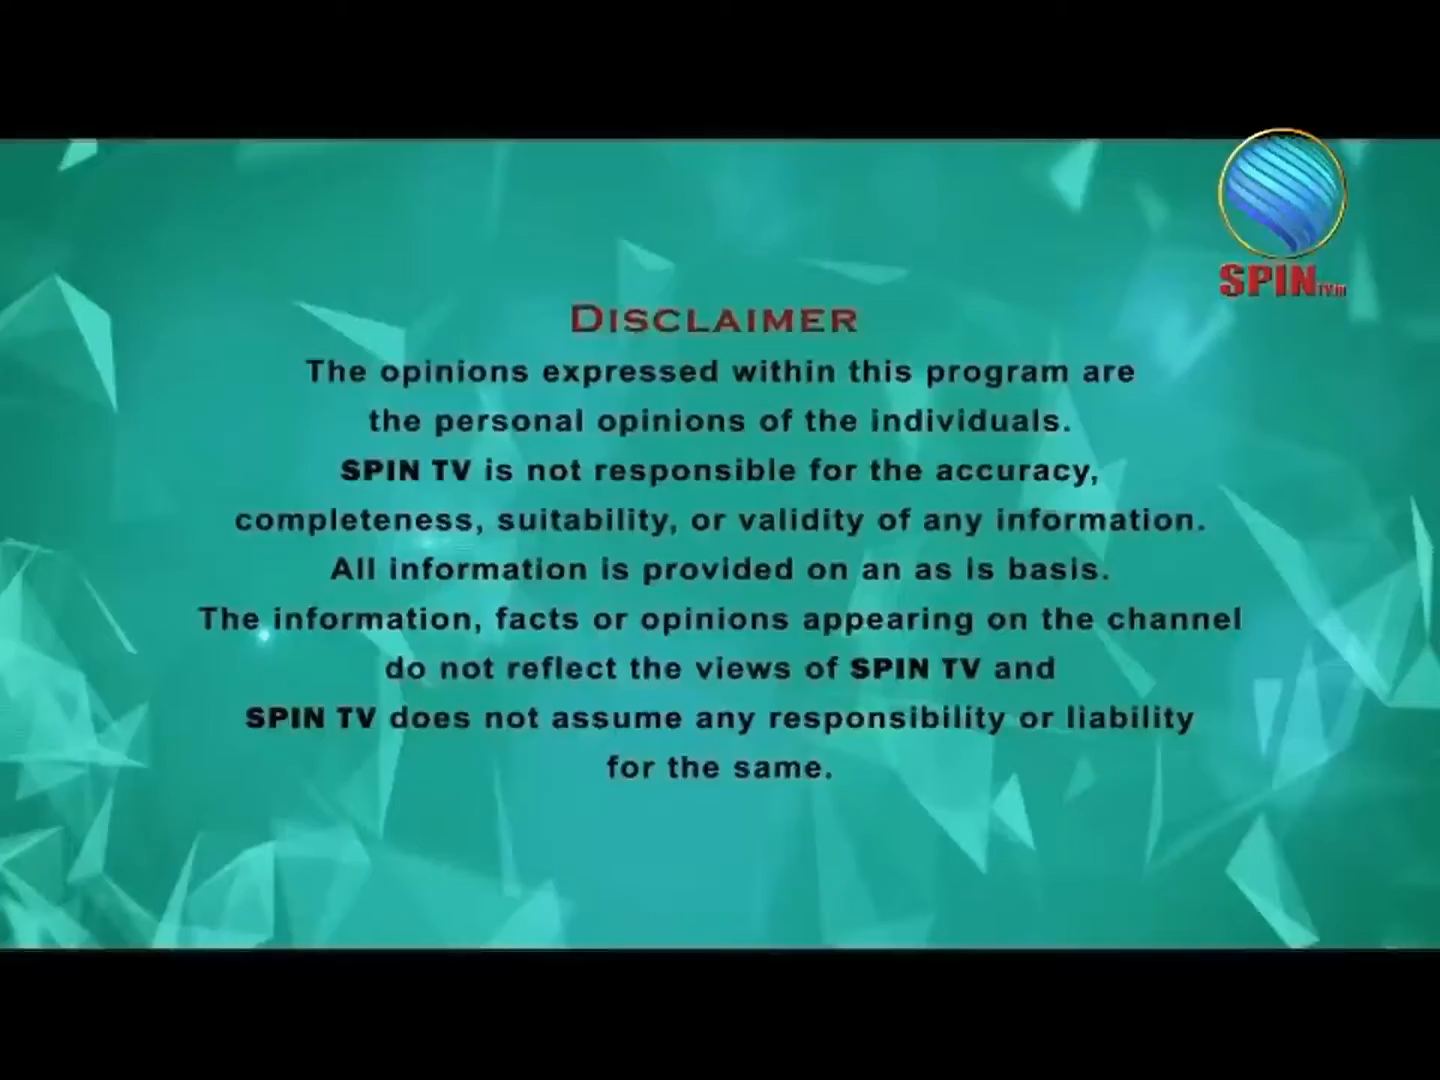 SPIN TV.in
DISCLAIMER
The opinions expressed within this program are
the personal opinions of the individuals.
SPIN TV is not responsible for the accuracy,
completeness, suitability, or validity of any information.
All information is provided on an as is basis.
The information, facts or opinions appearing on the channel
do not reflect the views of SPIN TV and
SPIN TV does not assume any responsibility or liability
for the same.